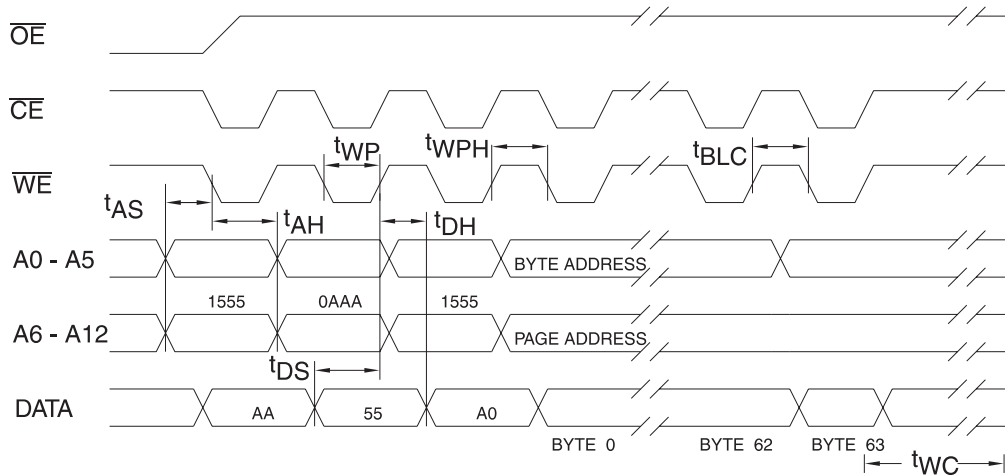 OE
CE
tWP
tWPH
tBLC
WE
tAS
tAH
tDH
A0 - A5
BYTE ADDRESS
1555
0AAA
1555
A6 - A12
PAGE ADDRESS
tDS
DATA
AA
55
A0
BYTE 0
BYTE 62
BYTE 63
tWC